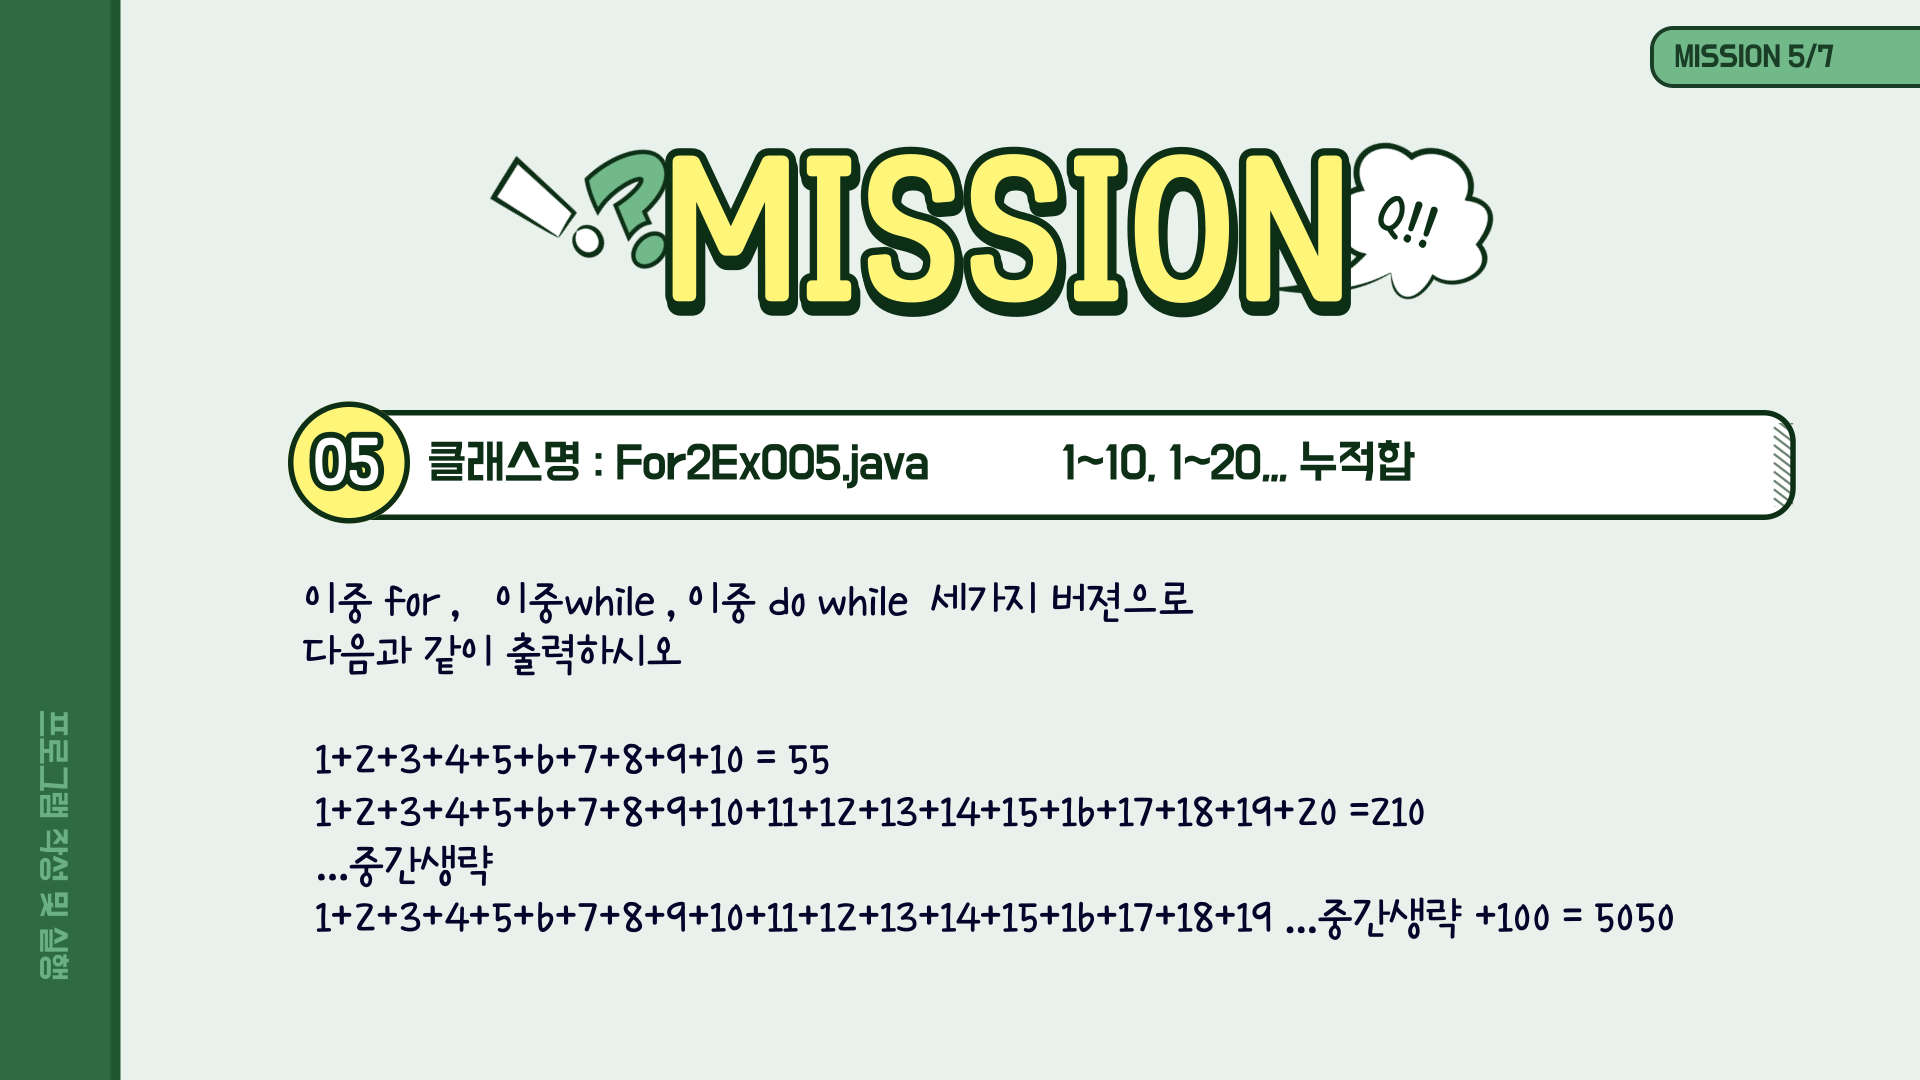 MISSION 5/7
MISSION
Q!!
05 클래스명 : For2Ex005.java 1~10, 1~20,,, 누적합
이중 for , 이중while , 이중 do while 세가지 버젼으로
다음과 같이 출력하시오
1+2+3+4+5+6+7+8+9+10 = 55
1+2+3+4+5+6+7+8+9+10+11+12+13+14+15+16+17+18+19+20 =210
...중간생략
1+2+3+4+5+6+7+8+9+10+11+12+13+14+15+16+17+18+19 ...중간생략 +100 = 5050
프로그램 작성 및 실행